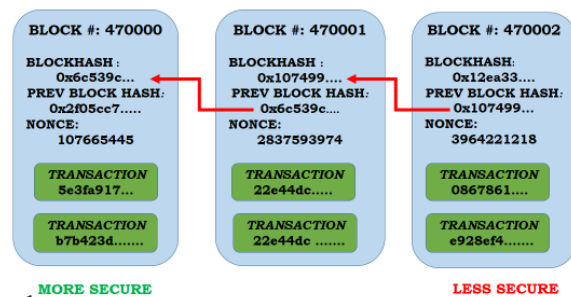 BLOCK #: 470000
BLOCKHASH :
0x6c539c...
PREV BLOCK HASH:
0x2f05cc7.....
NONCE:
107665445
TRANSACTION
5e3fa917...
TRANSACTION
b7b423d.......
BLOCK #: 470001
BLOCKHASH:
0x107499....
PREV BLOCK HASH:
0x6c539c....
NONCE:
2837593974
TRANSACTION
22e44dc.....
TRANSACTION
22e44dc .......
BLOCK #: 470002
BLOCKHASH:
0x12ea33....
PREV BLOCK HASH:
0x107499...
NONCE:
3964221218
TRANSACTION
0867861....
TRANSACTION
e928ef4.......
MORE SECURE
LESS SECURE